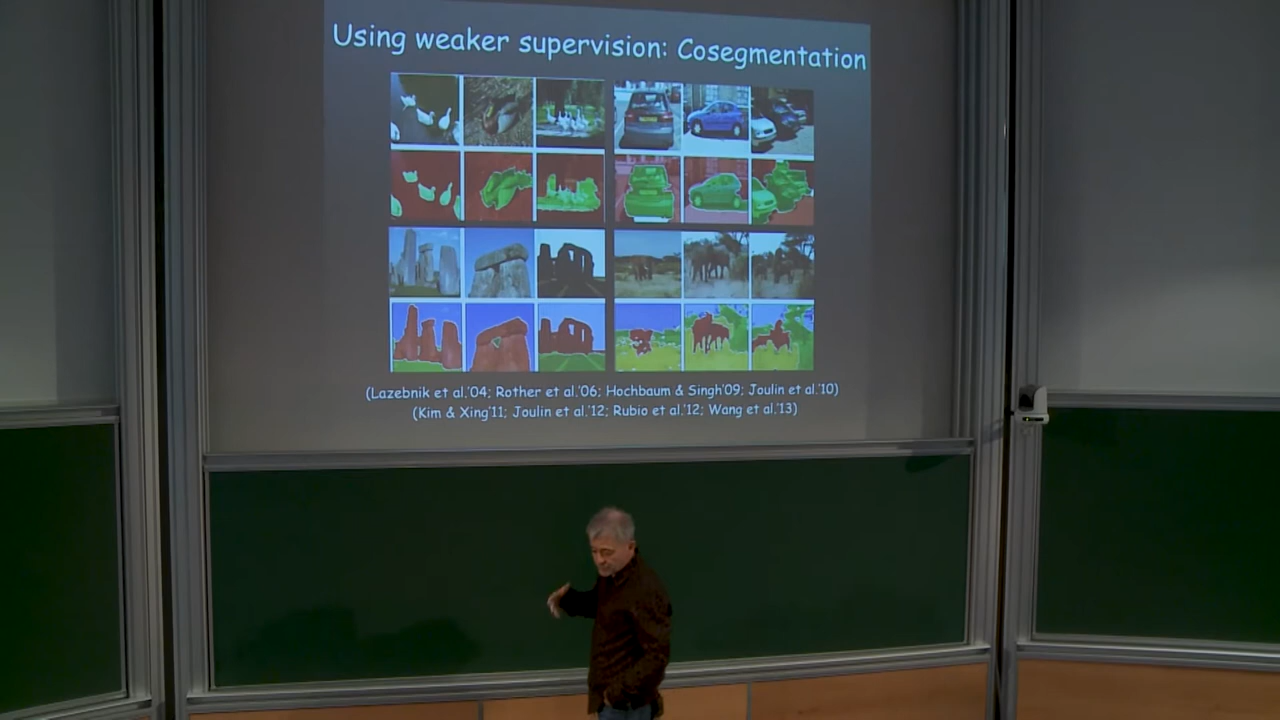 Using weaker supervision: Cosegmentation
(Lazebnik et al.'04; Rother et al.'06; Hochbaum & Singh'09; Joulin et al.'10)
(Kim & Xing'11; Joulin et al.'12; Rubio et al.'12; Wang et al.'13)